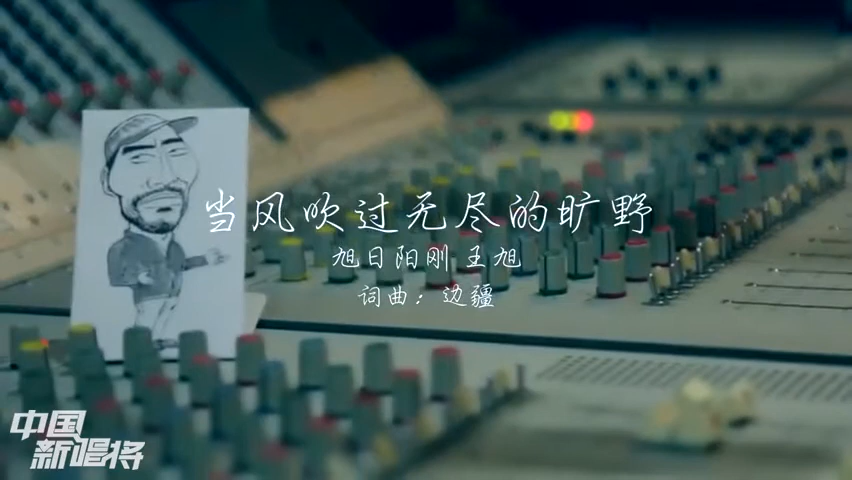 当风吹过无尽的旷野
旭日阳刚 王旭
词曲：边疆
中国
新唱将